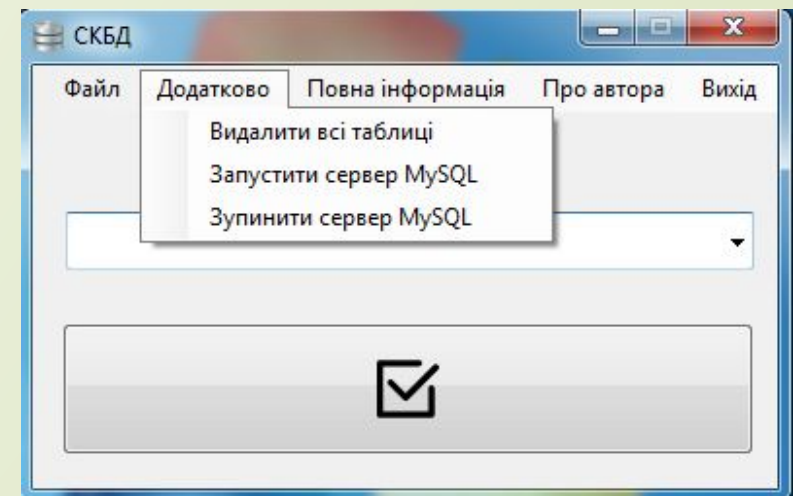 СКБД
Файл Додатково Повна інформація Про автора Вихід
Видалити всі таблиці
Запустити сервер MySQL
Зупинити сервер MySQL